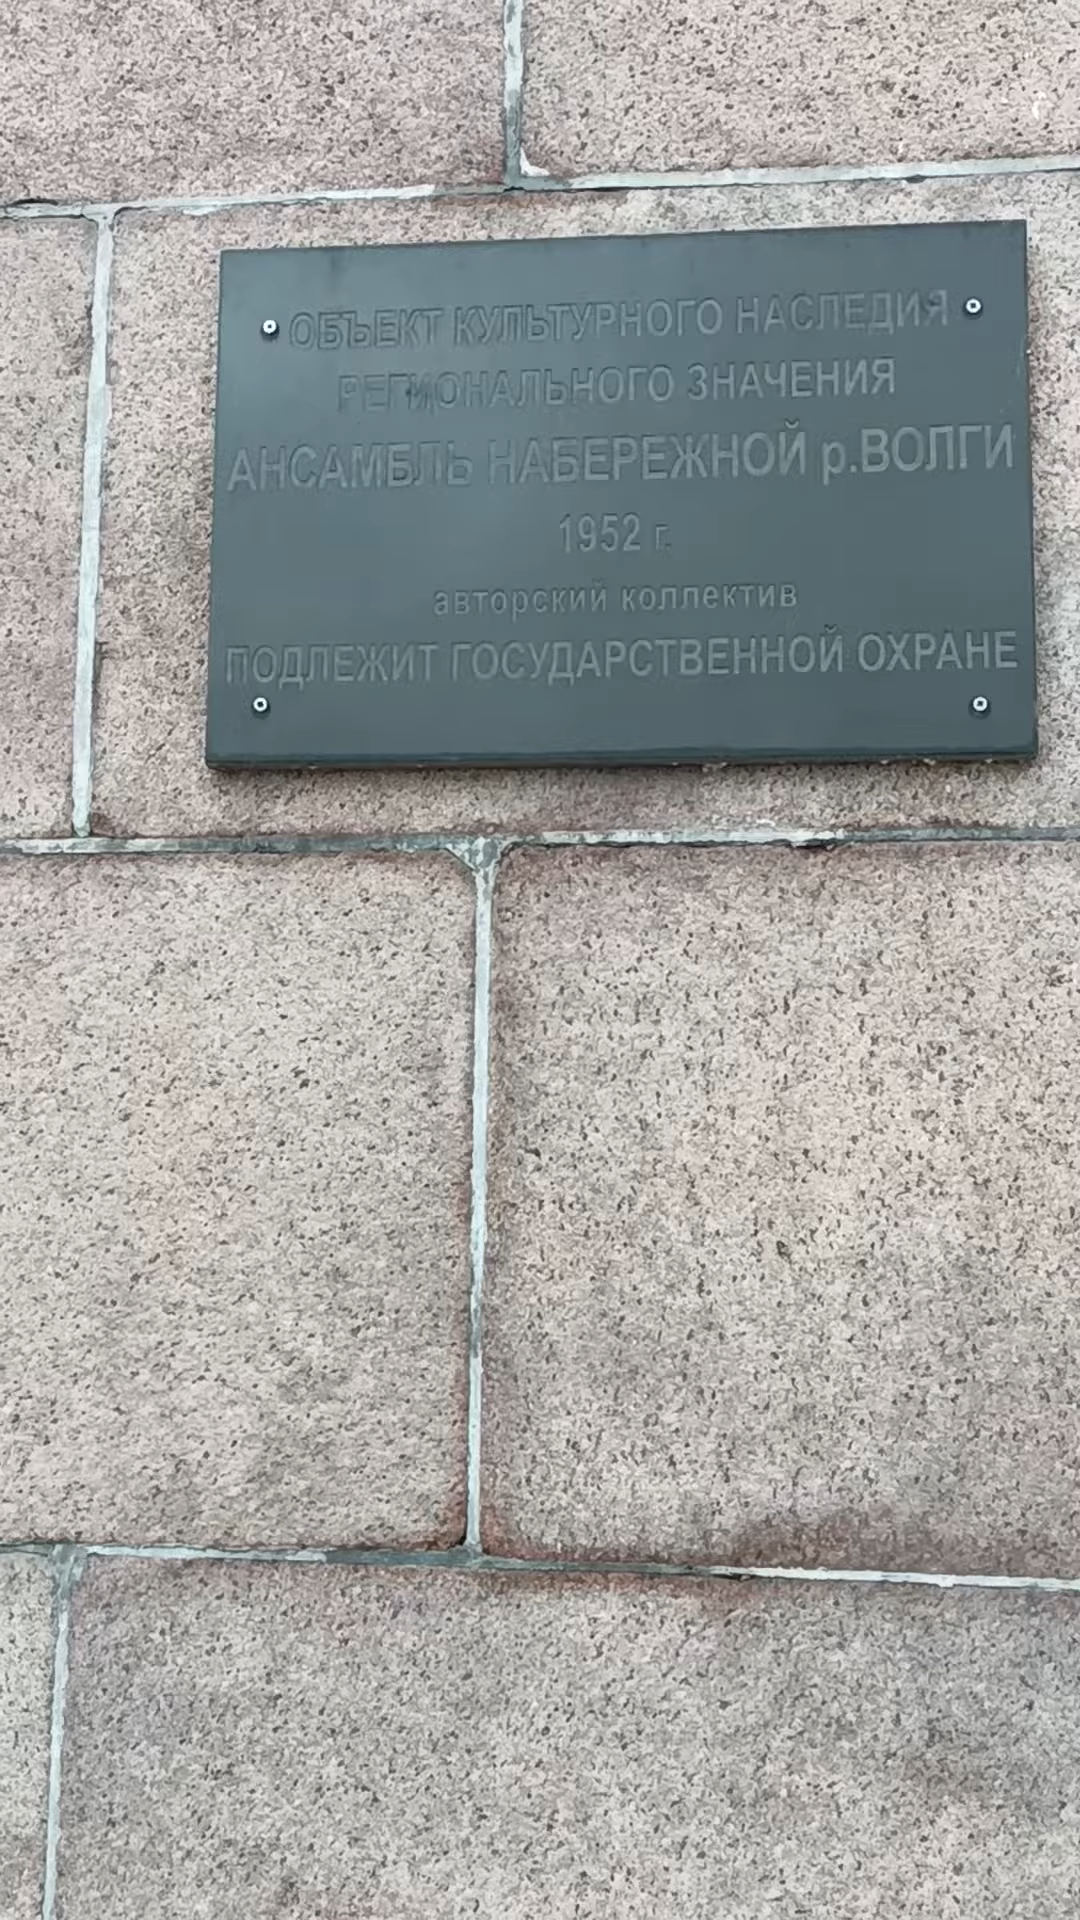 ОБЪЕКТ КУЛЬТУРНОГО НАСЛЕДИЯ
РЕГИОНАЛЬНОГО ЗНАЧЕНИЯ
АНСАМБЛЬ НАБЕРЕЖНОЙ р.ВОЛГИ
1952 г.
авторский коллектив
ПОДЛЕЖИТ ГОСУДАРСТВЕННОЙ ОХРАНЕ